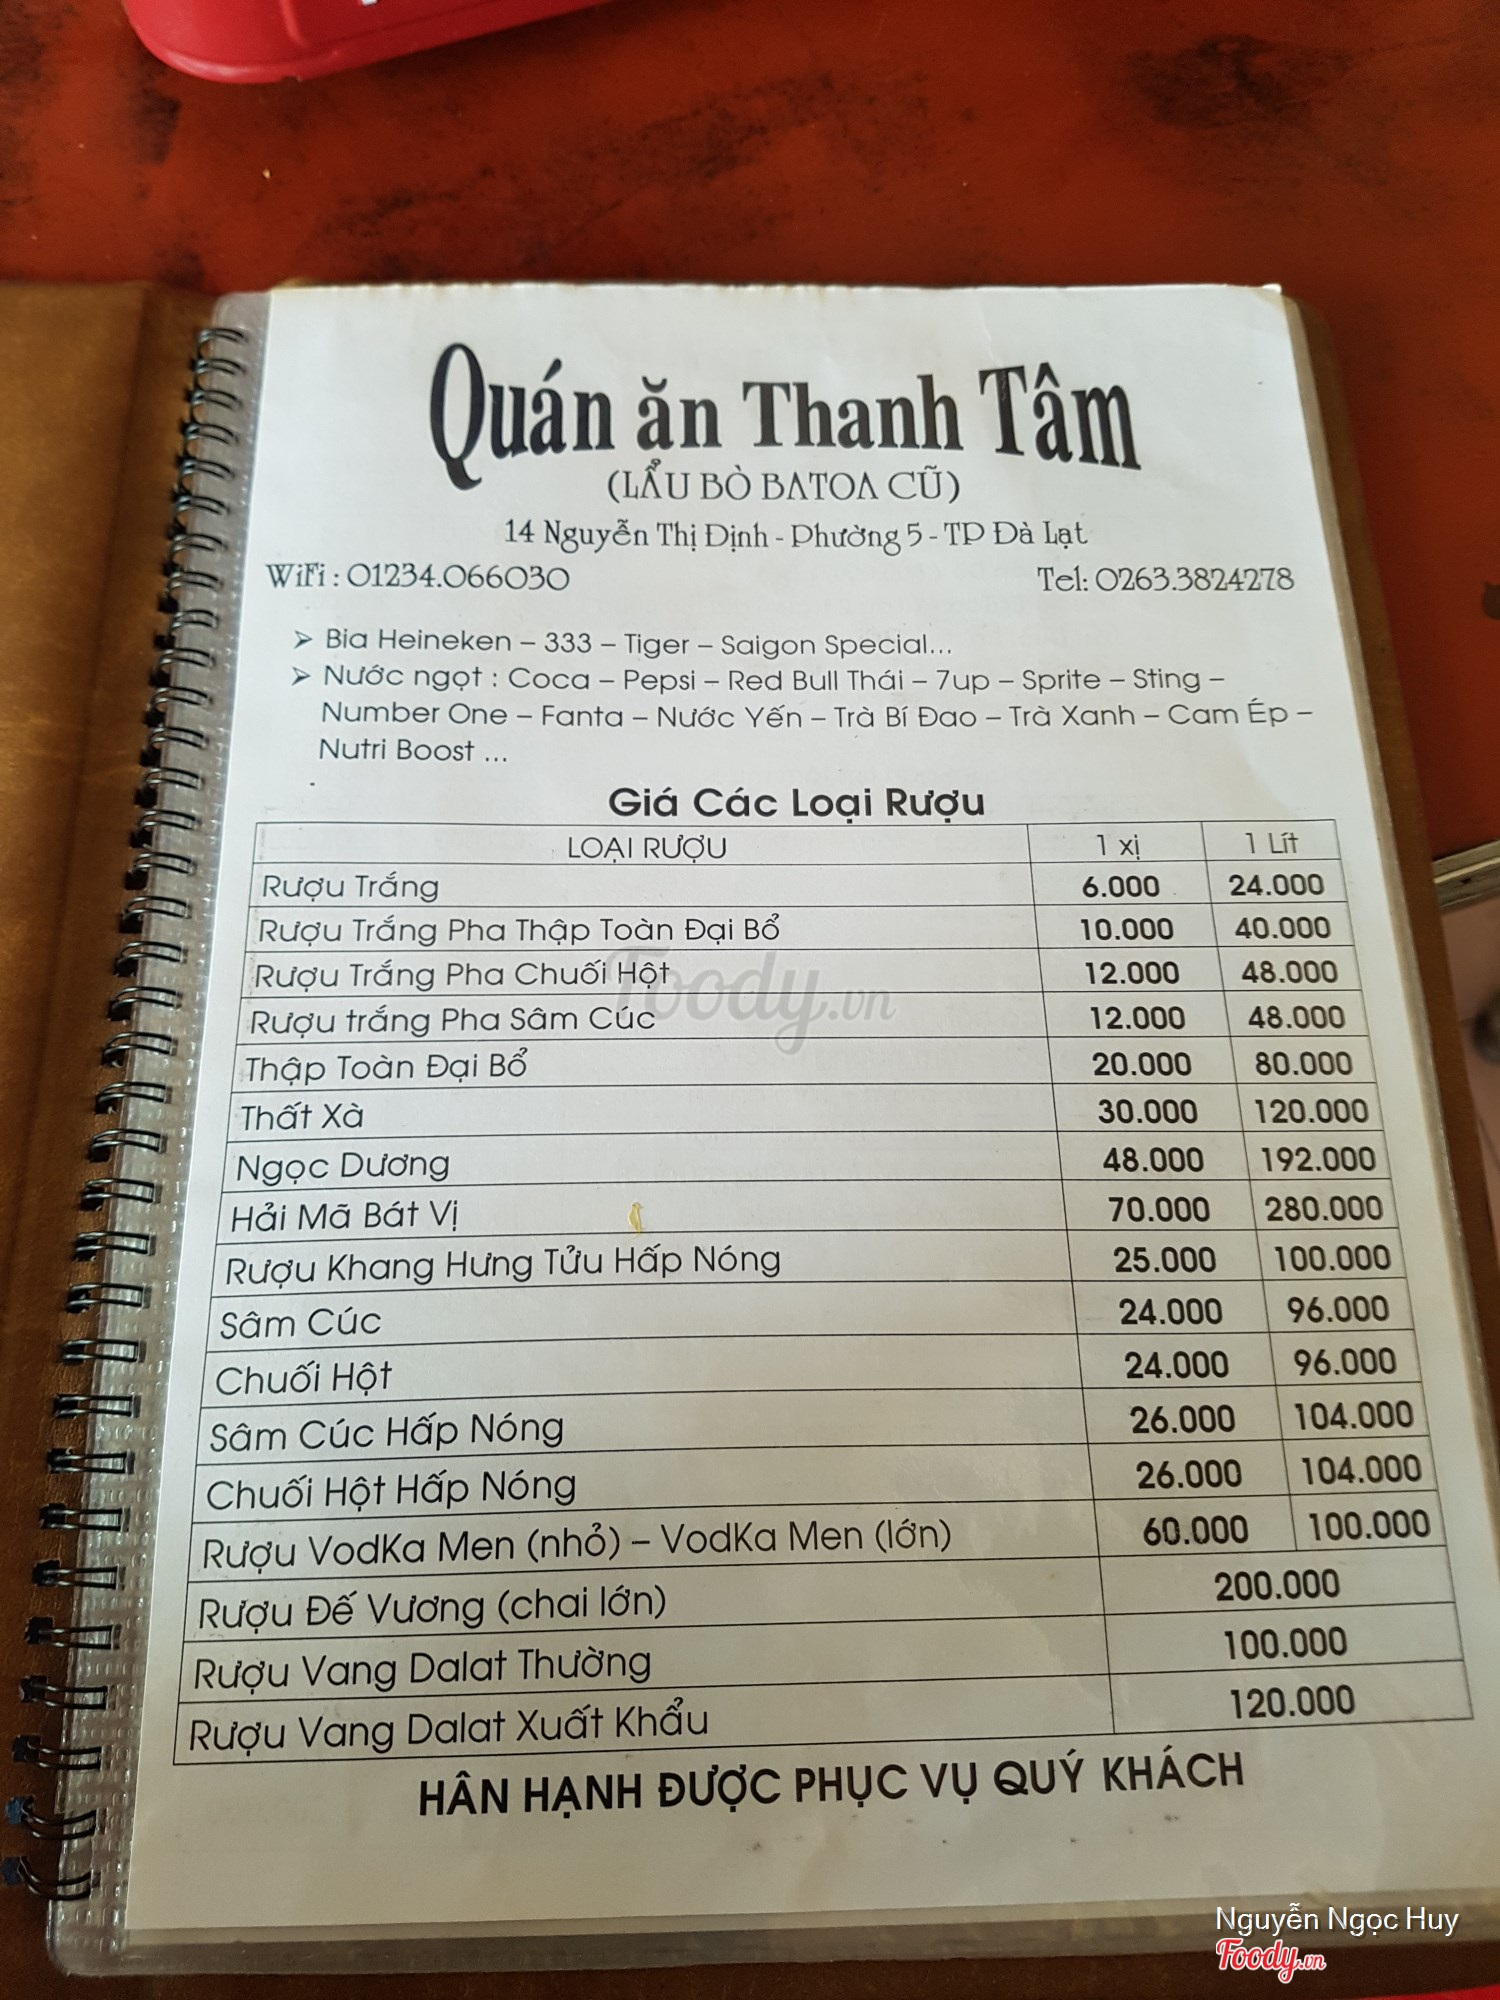 Quán ăn Thanh Tâm
(LẨU BÒ BATOA CŨ)
14 Nguyễn Thị Định - Phường 5 - TP Đà Lạt
WiFi : 01234.066030 Tel: 0263.3824278
➢ Bia Heineken – 333 – Tiger – Saigon Special...
➢ Nước ngọt : Coca – Pepsi – Red Bull Thái – 7up – Sprite – Sting –
Number One – Fanta – Nước Yến – Trà Bí Đao – Trà Xanh – Cam Ép –
Nutri Boost ...
Giá Các Loại Rượu
LOẠI RƯỢU 1 xị 1 Lít
Rượu Trắng 6.000 24.000
Rượu Trắng Pha Thập Toàn Đại Bổ 10.000 40.000
Rượu Trắng Pha Chuối Hột 12.000 48.000
Foody.vn
Rượu trắng Pha Sâm Cúc 12.000 48.000
Thập Toàn Đại Bổ 20.000 80.000
Thất Xà 30.000 120.000
Ngọc Dương 48.000 192.000
Hải Mã Bát Vị 70.000 280.000
Rượu Khang Hưng Tửu Hấp Nóng 25.000 100.000
Sâm Cúc 24.000 96.000
Chuối Hột 24.000 96.000
Sâm Cúc Hấp Nóng 26.000 104.000
Chuối Hột Hấp Nóng 26.000 104.000
Rượu VodKa Men (nhỏ) – VodKa Men (lớn) 60.000 100.000
Rượu Đế Vương (chai lớn) 200.000
Rượu Vang Dalat Thường 100.000
Rượu Vang Dalat Xuất Khẩu 120.000
HÂN HẠNH ĐƯỢC PHỤC VỤ QUÝ KHÁCH
Nguyễn Ngọc Huy
Foody.vn